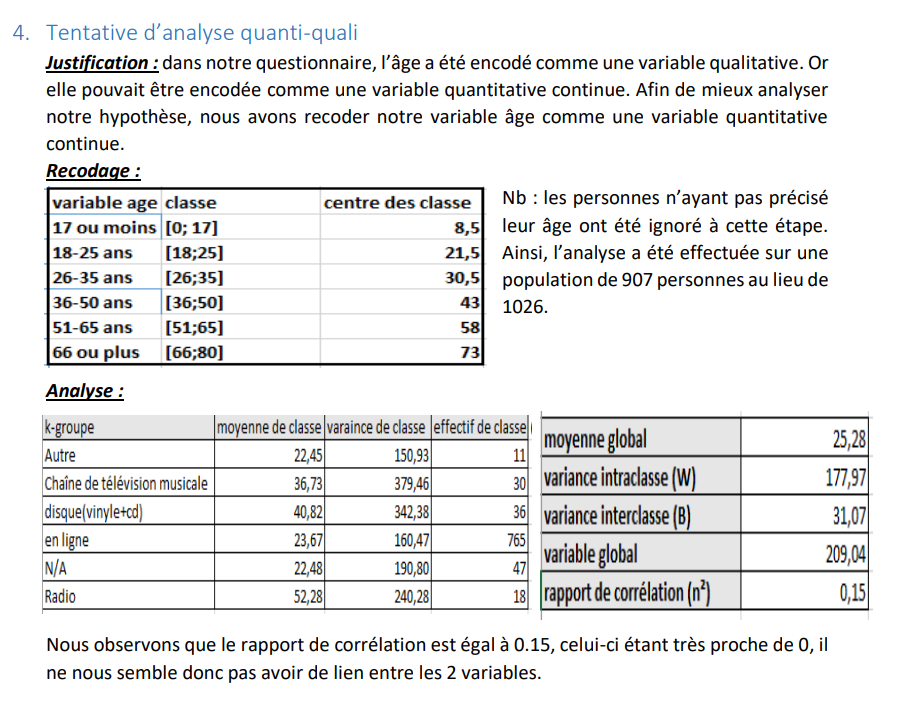 4. Tentative d’analyse quanti-quali
Justification : dans notre questionnaire, l’âge a été encodé comme une variable qualitative. Or
elle pouvait être encodée comme une variable quantitative continue. Afin de mieux analyser
notre hypothèse, nous avons recoder notre variable âge comme une variable quantitative
continue.
Recodage :
variable age classe centre des classe
17 ou moins [0; 17] 8,5
18-25 ans [18;25] 21,5
26-35 ans [26;35] 30,5
36-50 ans [36;50] 43
51-65 ans [51;65] 58
66 ou plus [66;80] 73
Nb : les personnes n’ayant pas précisé
leur âge ont été ignoré à cette étape.
Ainsi, l’analyse a été effectuée sur une
population de 907 personnes au lieu de
1026.
Analyse :
k-groupe moyenne de classe varaince de classe effectif de classe
Autre 22,45 150,93 11
Chaîne de télévision musicale 36,73 379,46 30
disque(vinyle+cd) 40,82 342,38 36
en ligne 23,67 160,47 765
N/A 22,48 190,80 47
Radio 52,28 240,28 18
moyenne global 25,28
variance intraclasse (W) 177,97
variance interclasse (B) 31,07
variable global 209,04
rapport de corrélation (n²) 0,15
Nous observons que le rapport de corrélation est égal à 0.15, celui-ci étant très proche de 0, il
ne nous semble donc pas avoir de lien entre les 2 variables.